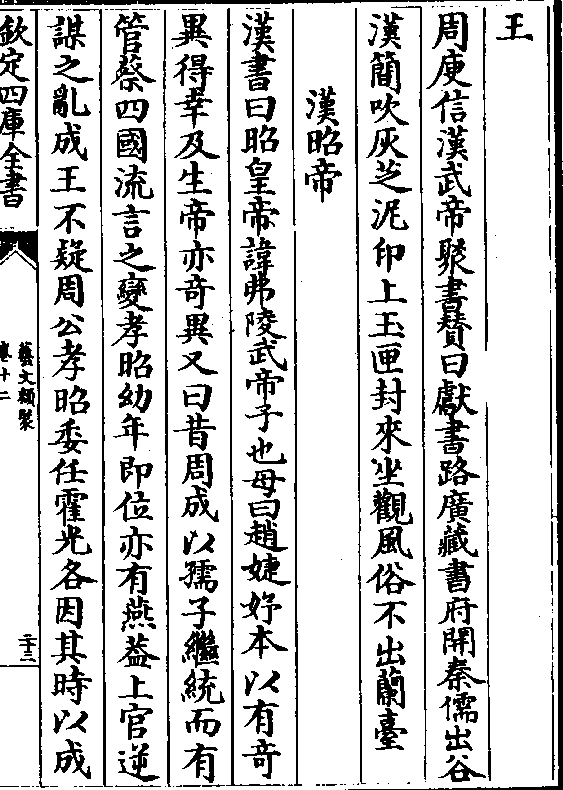 王
周庾信漢武帝聚書賛曰獻書路廣藏書府開秦儒出谷
漢簡吹灰芝泥印上玉匣封來坐觀風俗不出蘭臺
漢昭帝
漢書曰昭皇帝諱弗陵武帝子也母曰趙婕妤本以有奇
異得幸及生帝亦奇異又曰昔周成以孺子繼統而有
管蔡四國流言之變孝昭幼年即位亦有燕葢上官逆
謀之亂成王不疑周公孝昭委任霍光各因其時以成
欽定四庫全書
藝文類聚
卷十二
二十三